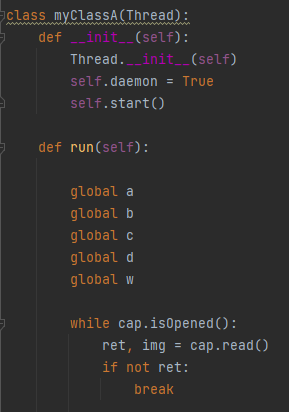 class myClassA(Thread):
    def __init__(self):
        Thread.__init__(self)
        self.daemon = True
        self.start()

    def run(self):

        global a
        global b
        global c
        global d
        global w

        while cap.isOpened():
            ret, img = cap.read()
            if not ret:
                break